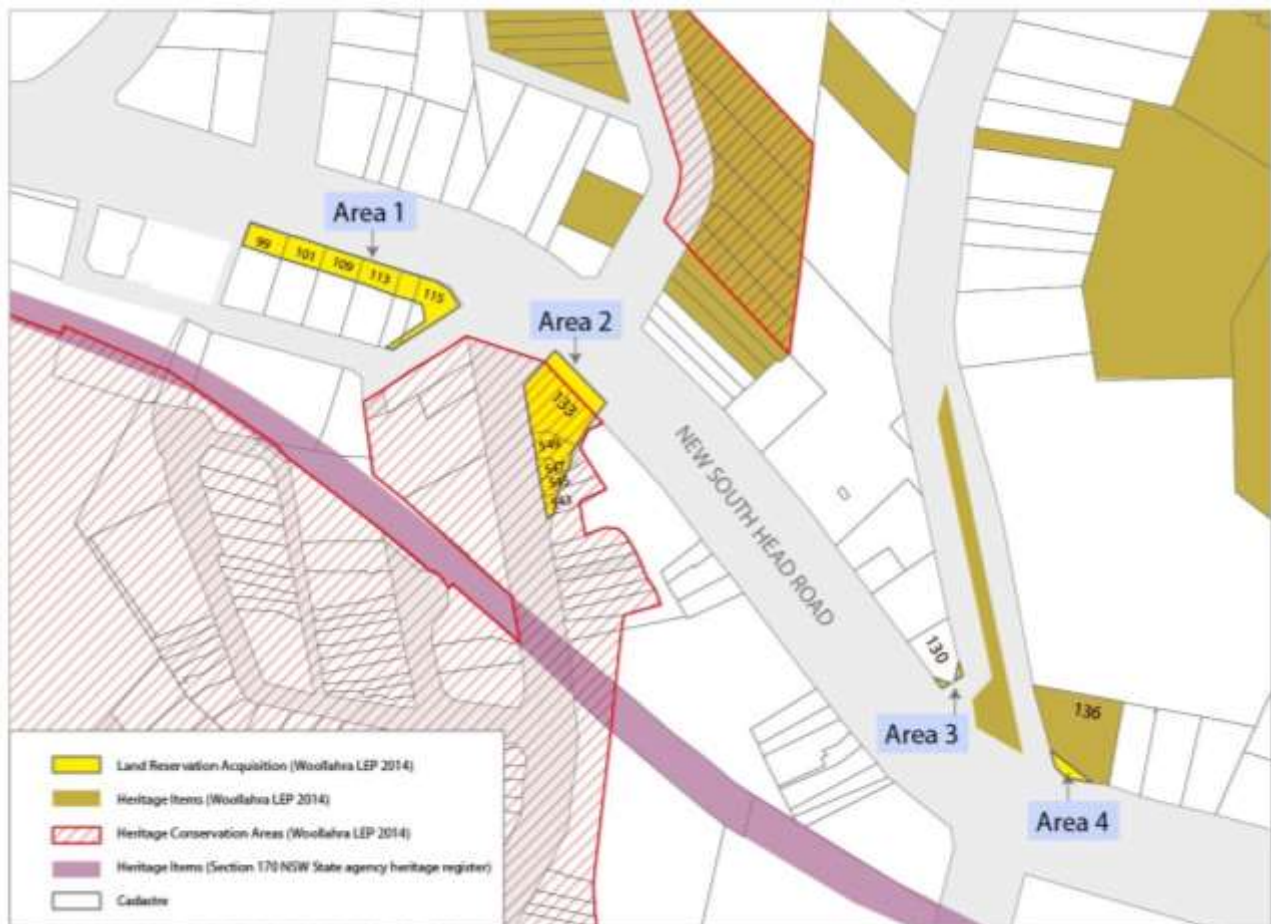 Area 1
99
101
109
113
115
Area 2
133
549
NEW SOUTH HEAD ROAD
130
Area 3
136
Area 4
Land Reservation Acquisition (Woollahra LEP 2014)
Heritage Items (Woollahra LEP 2014)
Heritage Conservation Areas (Woollahra LEP 2014)
Heritage Items (Section 170 NSW State agency heritage register)
Cadastre